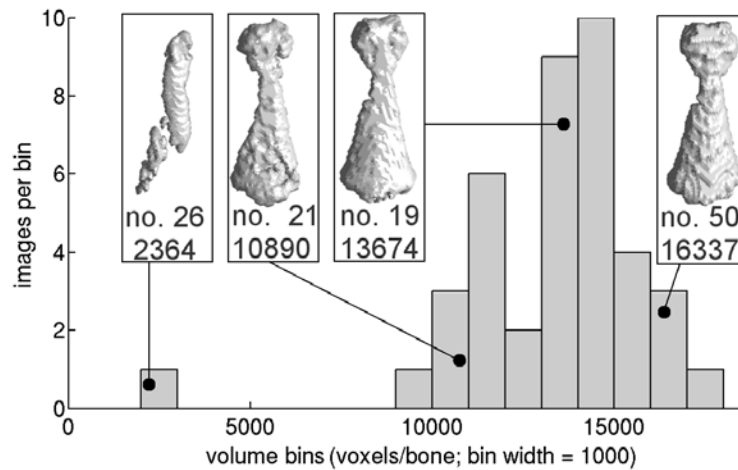 10
8
6
4
2
0
images per bin
no. 26
2364
no. 21
10890
no. 19
13674
no. 50
16337
0
5000
10000
15000
volume bins (voxels/bone; bin width = 1000)